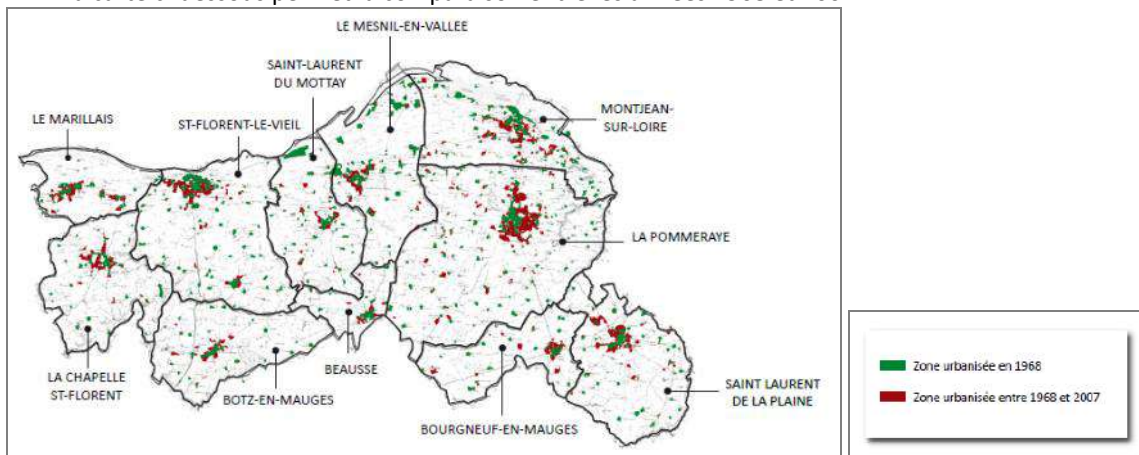 LE MESNIL-EN-VALLEE
SAINT-LAURENT
DU MOTTAY
MONTJEAN-
SUR-LOIRE
LE MARILLAIS
ST-FLORENT-LE-VIEIL
LA POMMERAYE
LA CHAPELLE
ST-FLORENT
BOTZ-EN-MAUGES
BEAUSSE
BOURGNEUF-EN-MAUGES
SAINT LAURENT
DE LA PLAINE
Zone urbanisée en 1968
Zone urbanisée entre 1968 et 2007